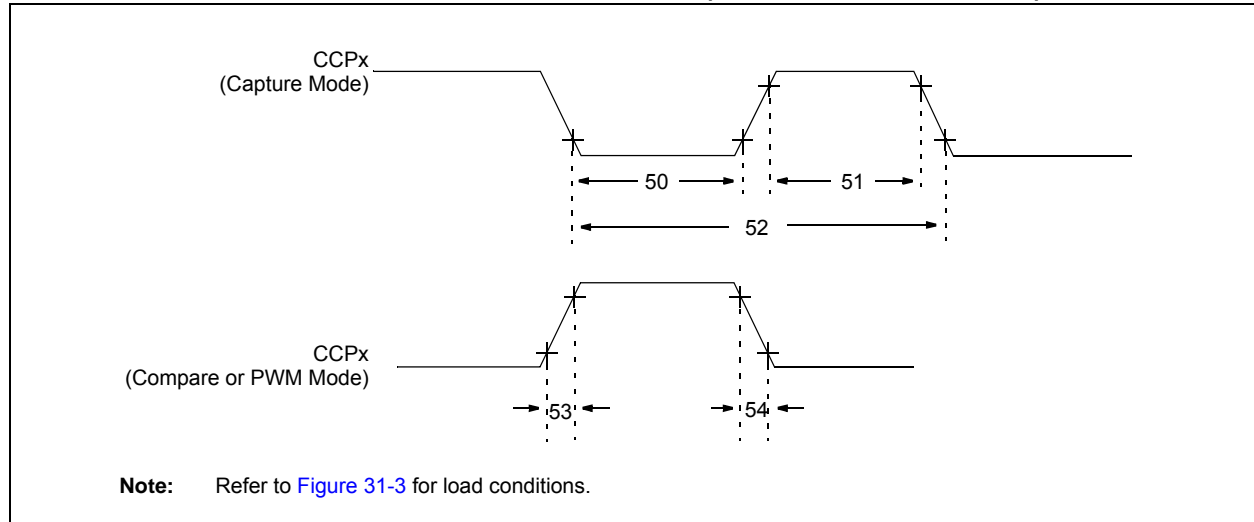 CCPx
(Capture Mode)
50
51
52
CCPx
(Compare or PWM Mode)
53
54
Note: Refer to Figure 31-3 for load conditions.